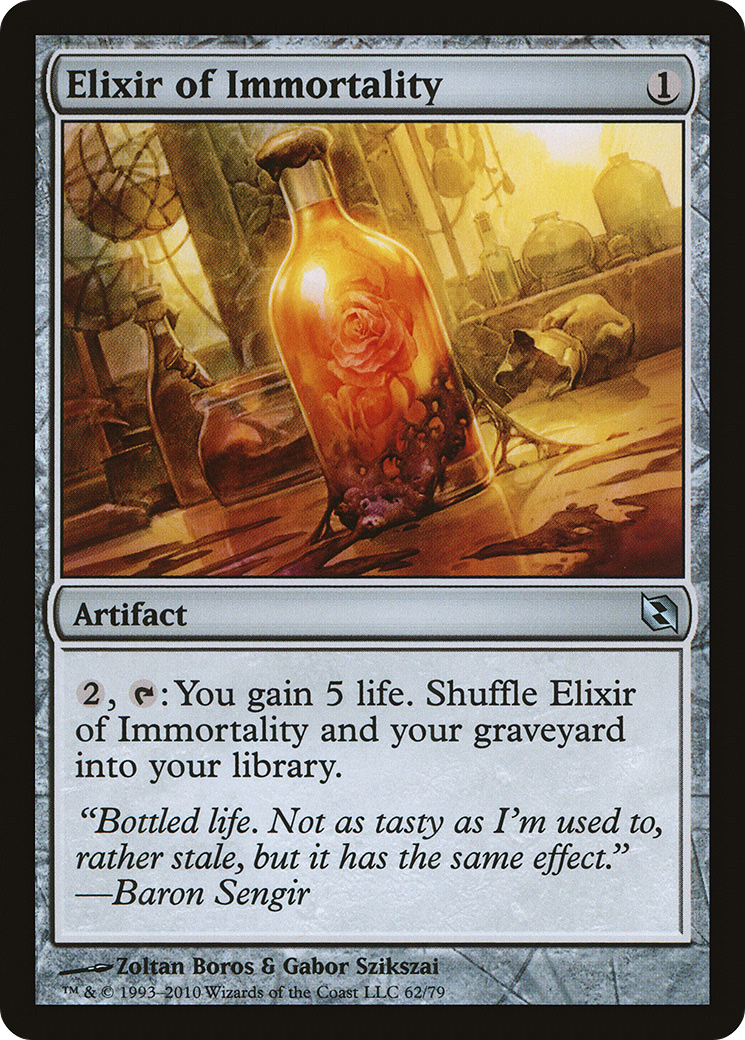 Elixir of Immortality 1
Artifact
2, : You gain 5 life. Shuffle Elixir
of Immortality and your graveyard
into your library.
“Bottled life. Not as tasty as I’m used to,
rather stale, but it has the same effect.”
—Baron Sengir
Zoltan Boros & Gabor Szikszai
™ & © 1993–2010 Wizards of the Coast LLC 62/79